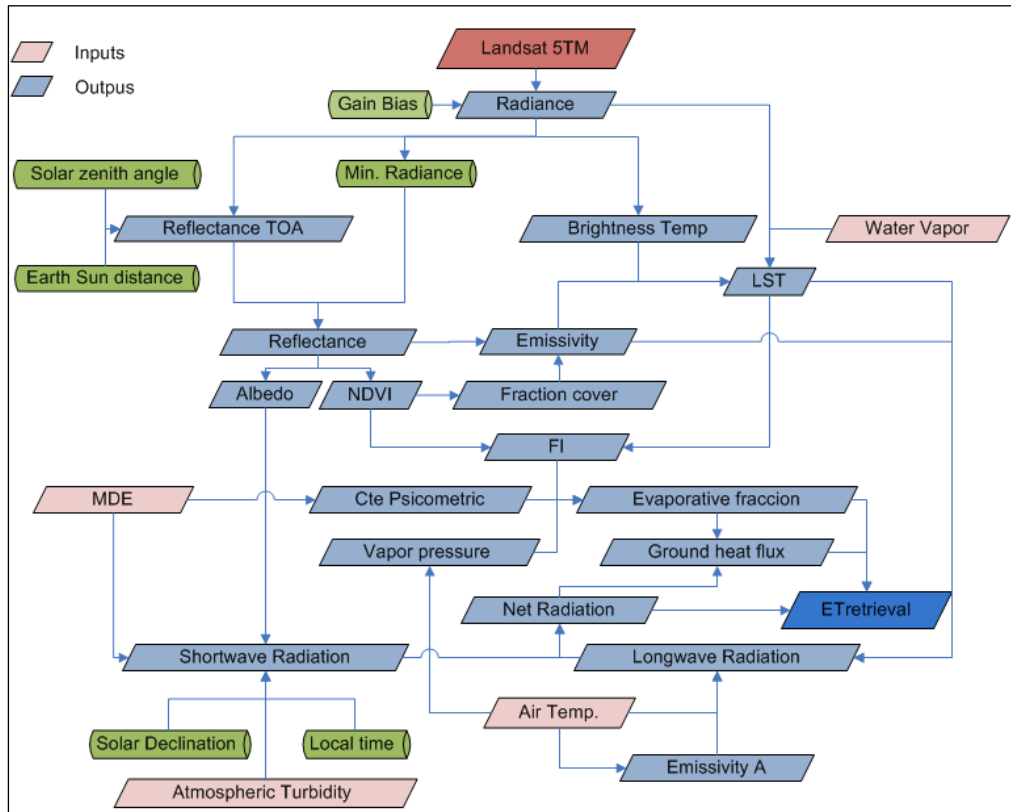 Inputs
Outpus
Landsat 5TM
Gain Bias
Radiance
Solar zenith angle
Min. Radiance
Reflectance TOA
Brightness Temp
Water Vapor
Earth Sun distance
LST
Reflectance
Emissivity
Albedo
NDVI
Fraction cover
FI
MDE
Cte Psicometric
Evaporative fraccion
Vapor pressure
Ground heat flux
Net Radiation
ETretrieval
Shortwave Radiation
Longwave Radiation
Air Temp.
Solar Declination
Local time
Emissivity A
Atmospheric Turbidity